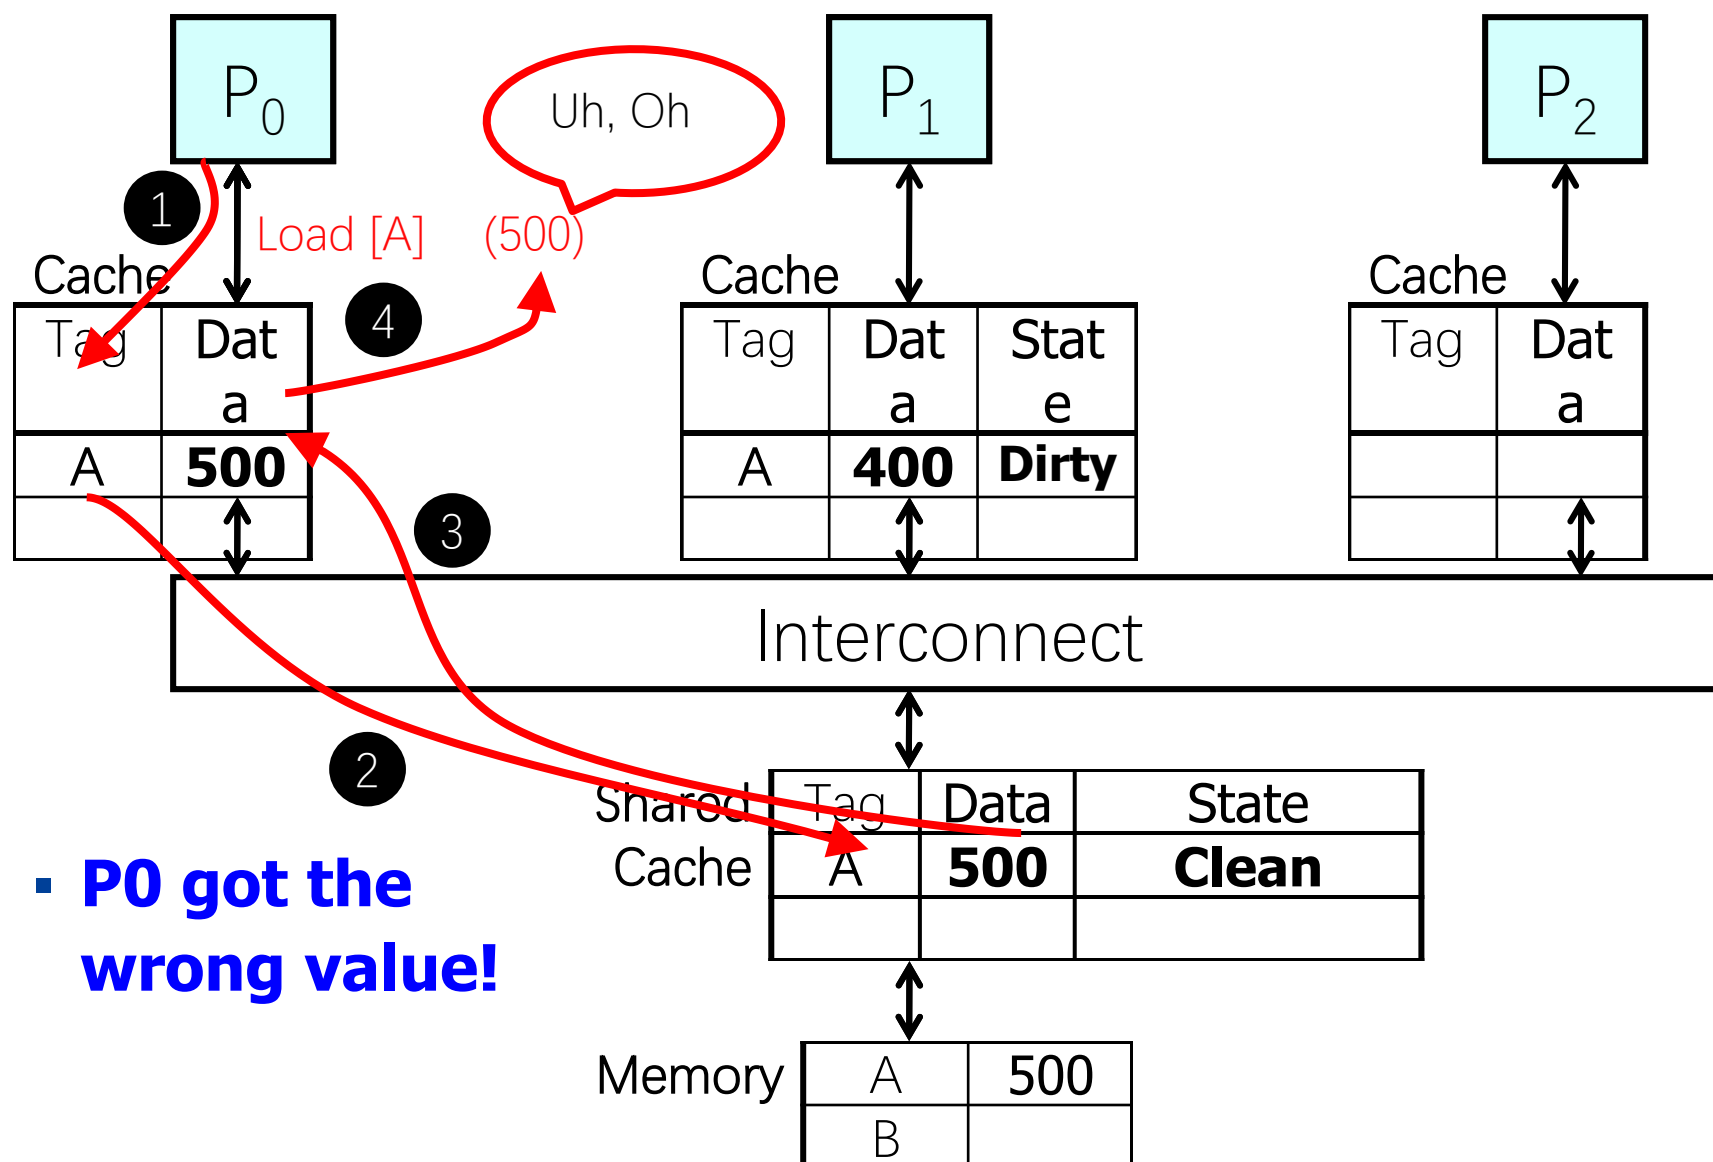 P0
P1
P2
Uh, Oh
1
Load [A] (500)
Cache
Cache
Cache
4
Tag Dat
a
A 500
Tag Dat Stat
a e
A 400 Dirty
Tag Dat
a
3
Interconnect
2
Shared
Cache
Tag Data State
A 500 Clean
P0 got the
wrong value!
Memory
A 500
B